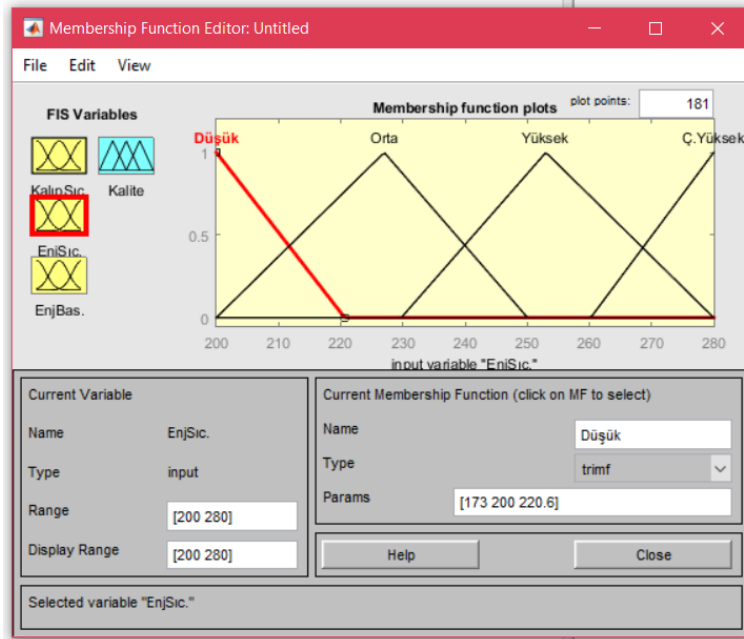 Membership Function Editor: Untitled
File Edit View
FIS Variables
KalıpSıc.
Kalite
EnjSıc.
EnjBas.
Membership function plots
plot points:
181
Düşük
Orta
Yüksek
Ç.Yüksek
1
0.5
0
200 210 220 230 240 250 260 270 280
input variable "EnjSıc."
Current Variable
Name EnjSıc.
Type input
Range [200 280]
Display Range [200 280]
Current Membership Function (click on MF to select)
Name Düşük
Type trimf
Params [173 200 220.6]
Help Close
Selected variable "EnjSıc."